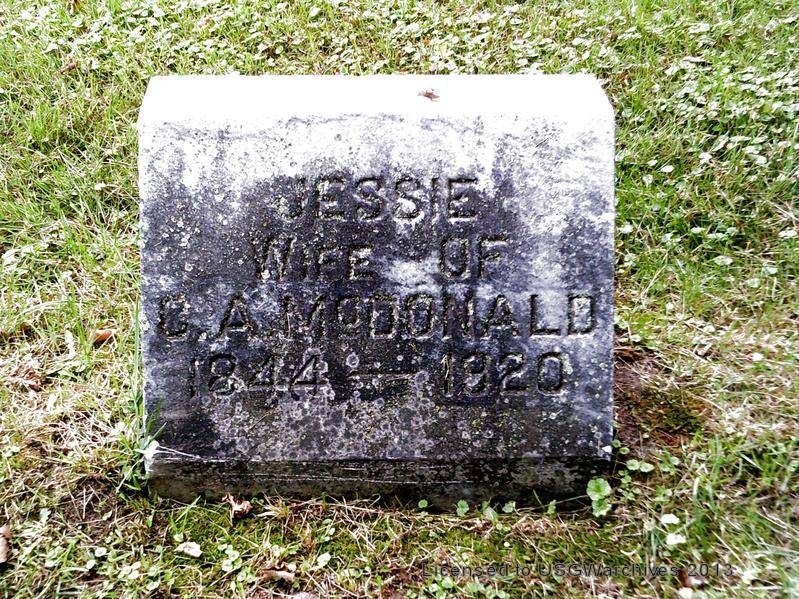 JESSIE
WIFE OF
C. A. McDONALD
1844 — 1920
Licensed to USGWarchives 2013